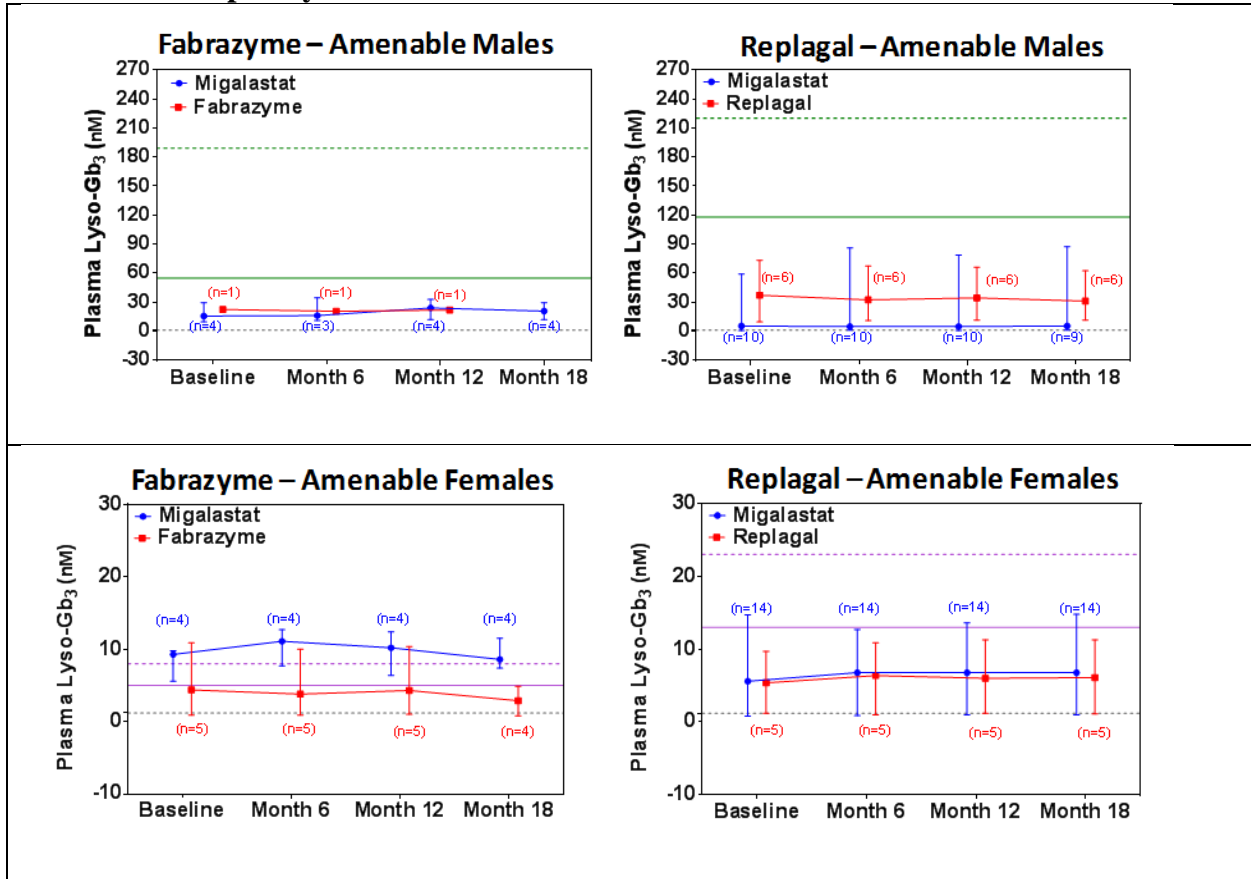 Fabrazyme – Amenable Males
270
240
210
180
150
120
90
60
30
0
-30
Plasma Lyso-Gb3 (nM)
Migalastat
Fabrazyme
(n=1)
(n=1)
(n=1)
(n=4)
(n=3)
(n=4)
(n=4)
Baseline Month 6 Month 12 Month 18
Replagal – Amenable Males
270
240
210
180
150
120
90
60
30
0
-30
Plasma Lyso-Gb3 (nM)
Migalastat
Replagal
(n=6)
(n=6)
(n=6)
(n=6)
(n=10)
(n=10)
(n=10)
(n=9)
Baseline Month 6 Month 12 Month 18
Fabrazyme – Amenable Females
30
20
10
0
-10
Plasma Lyso-Gb3 (nM)
Migalastat
Fabrazyme
(n=4)
(n=4)
(n=4)
(n=4)
(n=5)
(n=5)
(n=5)
(n=4)
Baseline Month 6 Month 12 Month 18
Replagal – Amenable Females
30
20
10
0
-10
Plasma Lyso-Gb3 (nM)
Migalastat
Replagal
(n=14)
(n=14)
(n=14)
(n=14)
(n=5)
(n=5)
(n=5)
(n=5)
Baseline Month 6 Month 12 Month 18